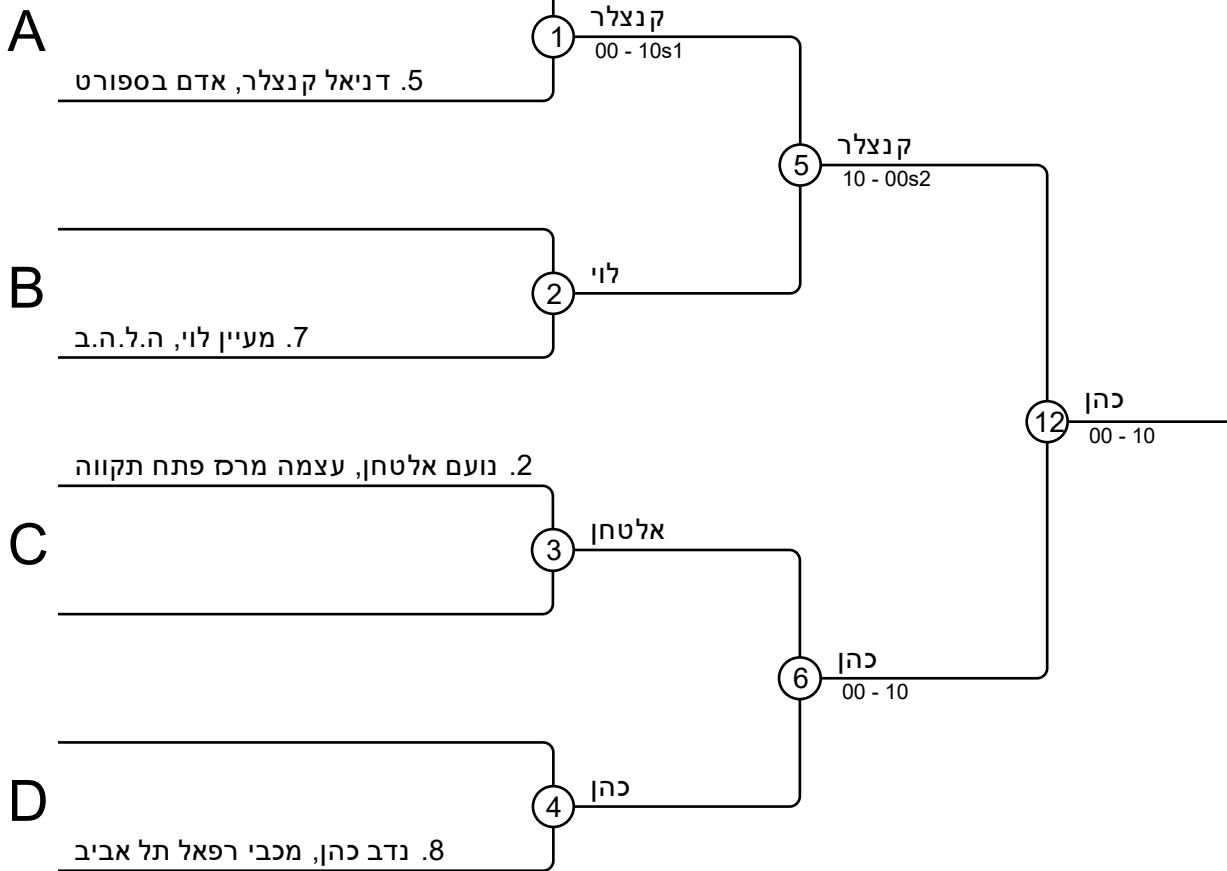 A
קנצלר
1
00 - 10s1
5. דניאל קנצלר, אדם בספורט
קנצלר
5
10 - 00s2
B
לוי
2
7. מעיין לוי, ה.ל.ה.ב
כהן
12
00 - 10
2. נועם אלטחן, עצמה מרכז פתח תקווה
C
אלטחן
3
כהן
6
00 - 10
D
כהן
4
8. נדב כהן, מכבי רפאל תל אביב